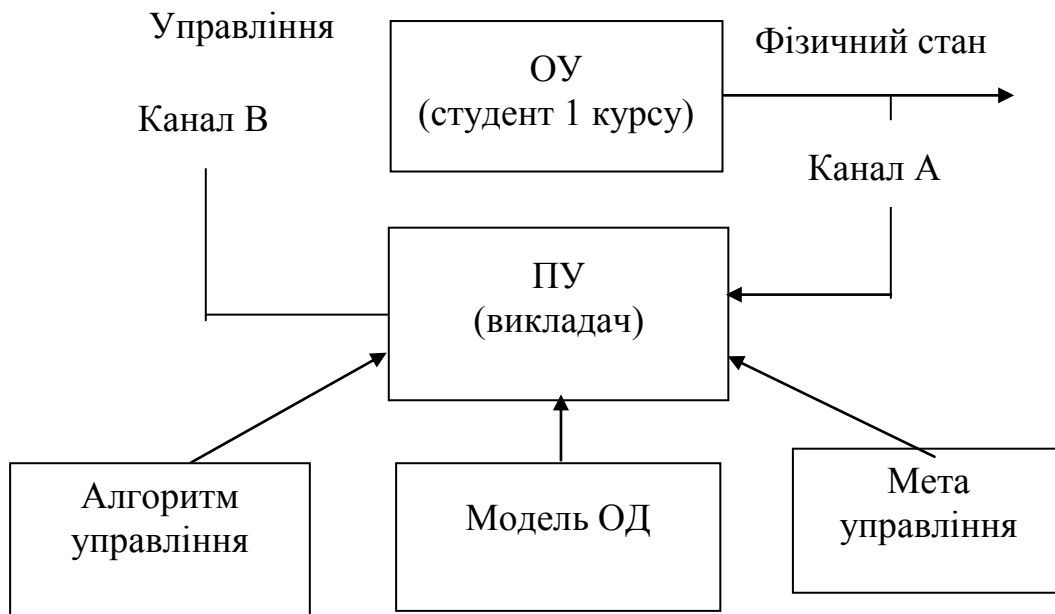 Управління
Фізичний стан
ОУ
(студент 1 курсу)
Канал В
Канал А
ПУ
(викладач)
Алгоритм
управління
Модель ОД
Мета
управління